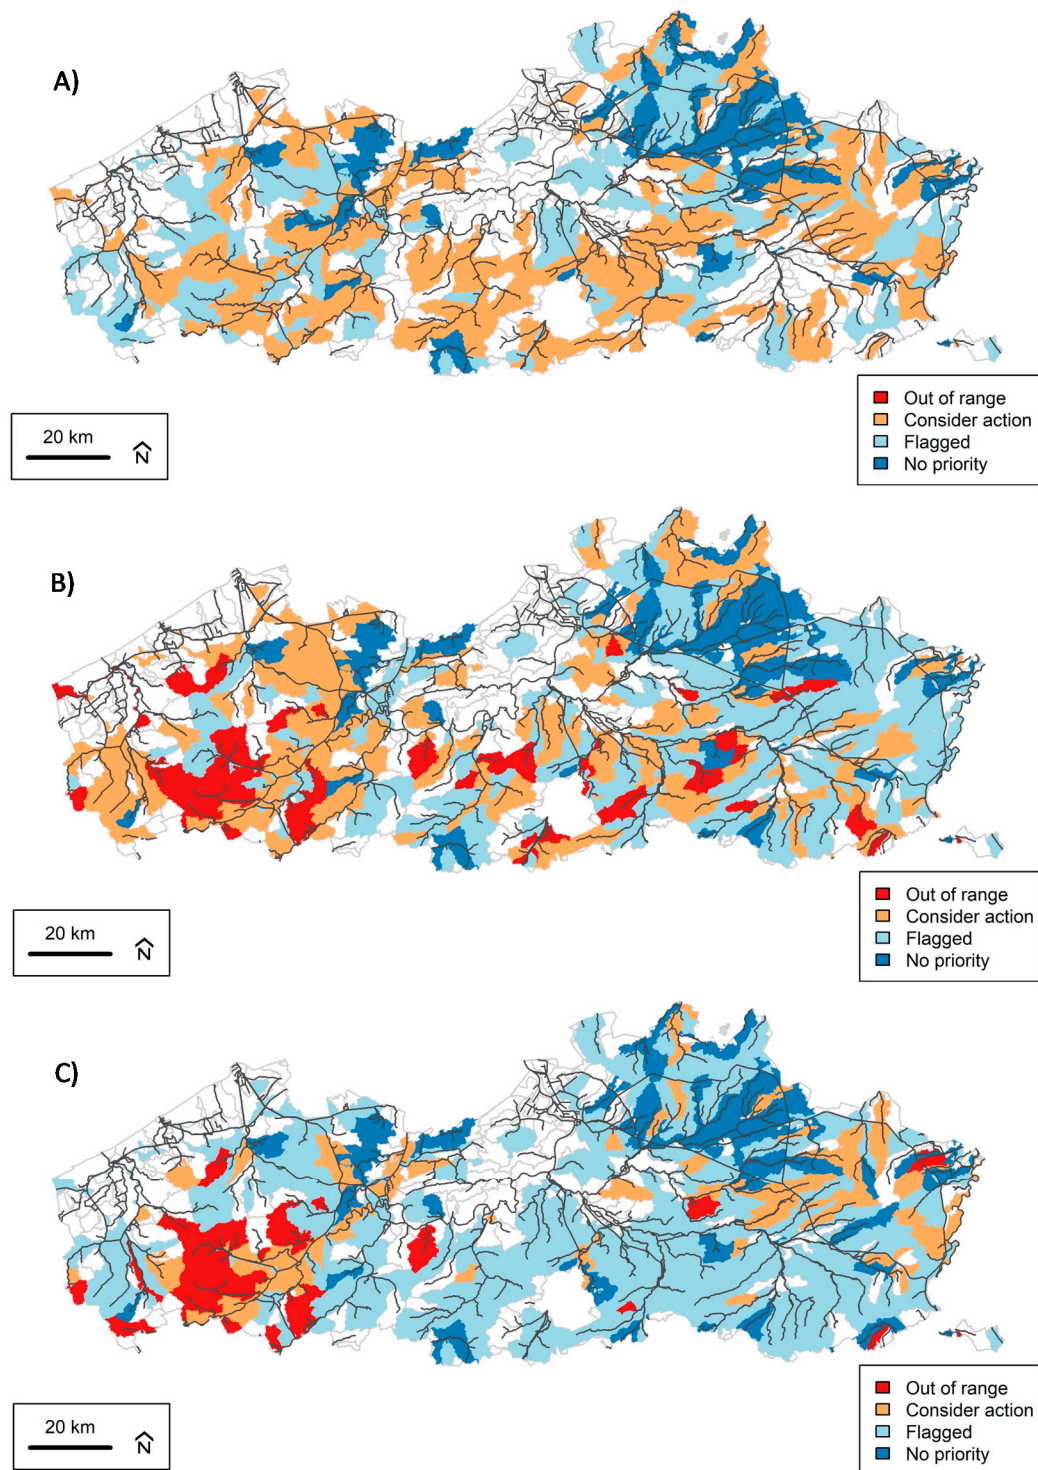 A)
Out of range
Consider action
Flagged
No priority
20 km
N
B)
Out of range
Consider action
Flagged
No priority
20 km
N
C)
Out of range
Consider action
Flagged
No priority
20 km
N